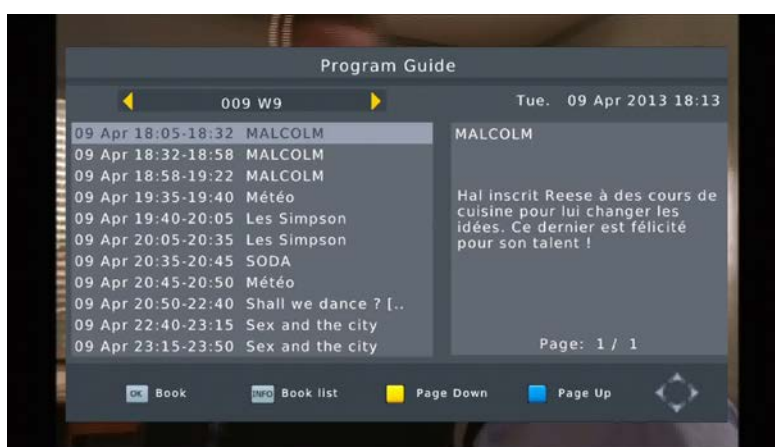 Program Guide
009 W9
Tue. 09 Apr 2013 18:13
09 Apr 18:05-18:32 MALCOLM
09 Apr 18:32-18:58 MALCOLM
09 Apr 18:58-19:22 MALCOLM
09 Apr 19:35-19:40 Météo
09 Apr 19:40-20:05 Les Simpson
09 Apr 20:05-20:35 Les Simpson
09 Apr 20:35-20:45 SODA
09 Apr 20:45-20:50 Météo
09 Apr 20:50-22:40 Shall we dance ? [..
09 Apr 22:40-23:15 Sex and the city
09 Apr 23:15-23:50 Sex and the city
MALCOLM
Hal inscrit Reese à des cours de
cuisine pour lui changer les
idées. Ce dernier est félicité
pour son talent !
Page: 1 / 1
OK Book INFO Book list Page Down Page Up